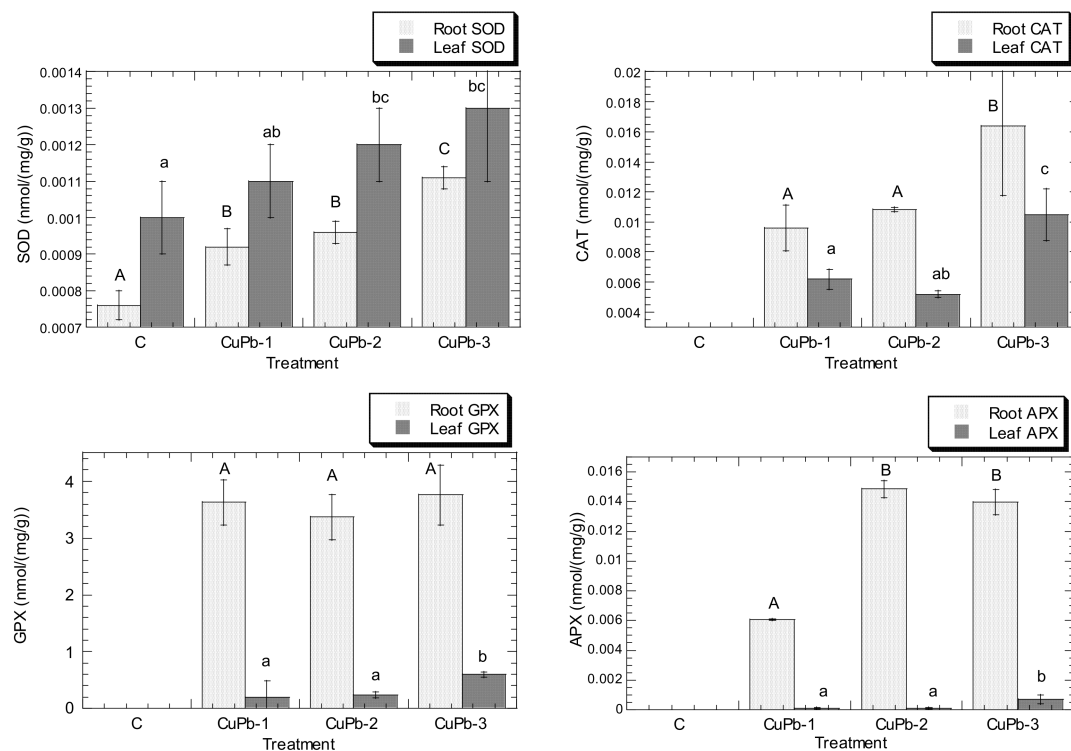 Root SOD
Leaf SOD
0.0014
0.0013
0.0012
0.0011
0.001
0.0009
0.0008
0.0007
SOD (nmol/(mg/g))
A
a
B
ab
B
bc
C
bc
C
CuPb-1
CuPb-2
CuPb-3
Treatment
Root CAT
Leaf CAT
0.02
0.016
0.012
0.01
0.008
0.006
0.004
CAT (nmol/(mg/g))
A
a
A
ab
B
c
C
CuPb-1
CuPb-2
CuPb-3
Treatment
Root GPX
Leaf GPX
4
3
2
1
0
GPX (nmol/(mg/g))
A
a
A
a
A
b
C
CuPb-1
CuPb-2
CuPb-3
Treatment
Root APX
Leaf APX
0.016
0.014
0.012
0.01
0.008
0.006
0.004
0.002
0
APX (nmol/(mg/g))
A
a
B
a
B
b
C
CuPb-1
CuPb-2
CuPb-3
Treatment